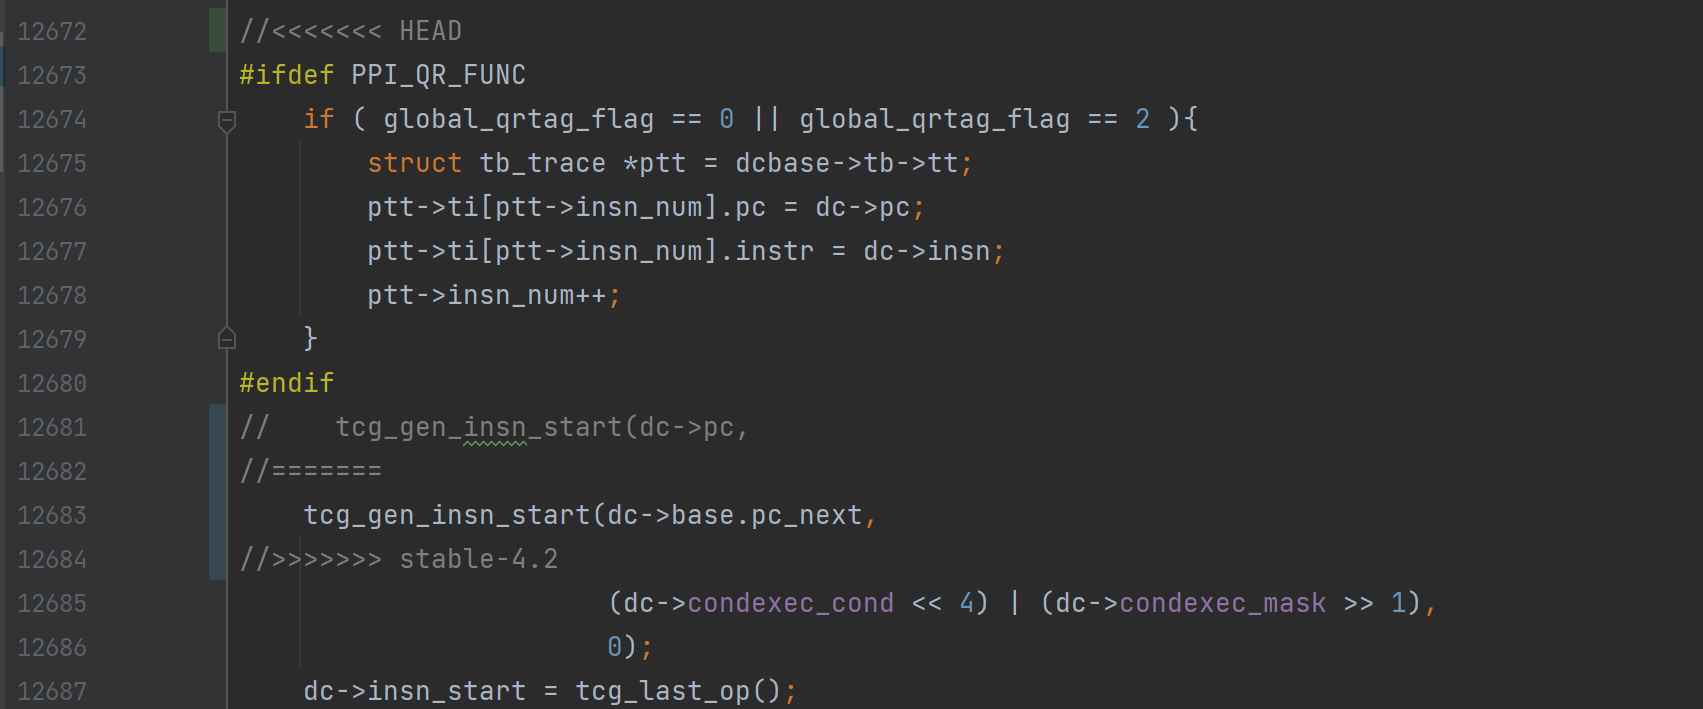 12672 //<<<<<<< HEAD
12673 #ifdef PPI_QR_FUNC
12674     if ( global_qrtag_flag == 0 || global_qrtag_flag == 2 ){
12675         struct tb_trace *ptt = dcbase->tb->tt;
12676         ptt->ti[ptt->insn_num].pc = dc->pc;
12677         ptt->ti[ptt->insn_num].instr = dc->insn;
12678         ptt->insn_num++;
12679     }
12680 #endif
12681 //    tcg_gen_insn_start(dc->pc,
12682 //=======
12683     tcg_gen_insn_start(dc->base.pc_next,
12684 //>>>>>>> stable-4.2
12685                        (dc->condexec_cond << 4) | (dc->condexec_mask >> 1),
12686                        0);
12687     dc->insn_start = tcg_last_op();